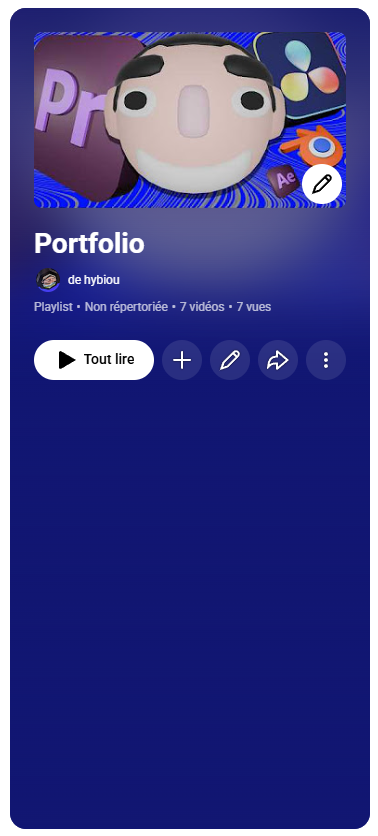 Pr
Ae
Portfolio
de hybiou
Playlist • Non répertoriée • 7 vidéos • 7 vues
Tout lire